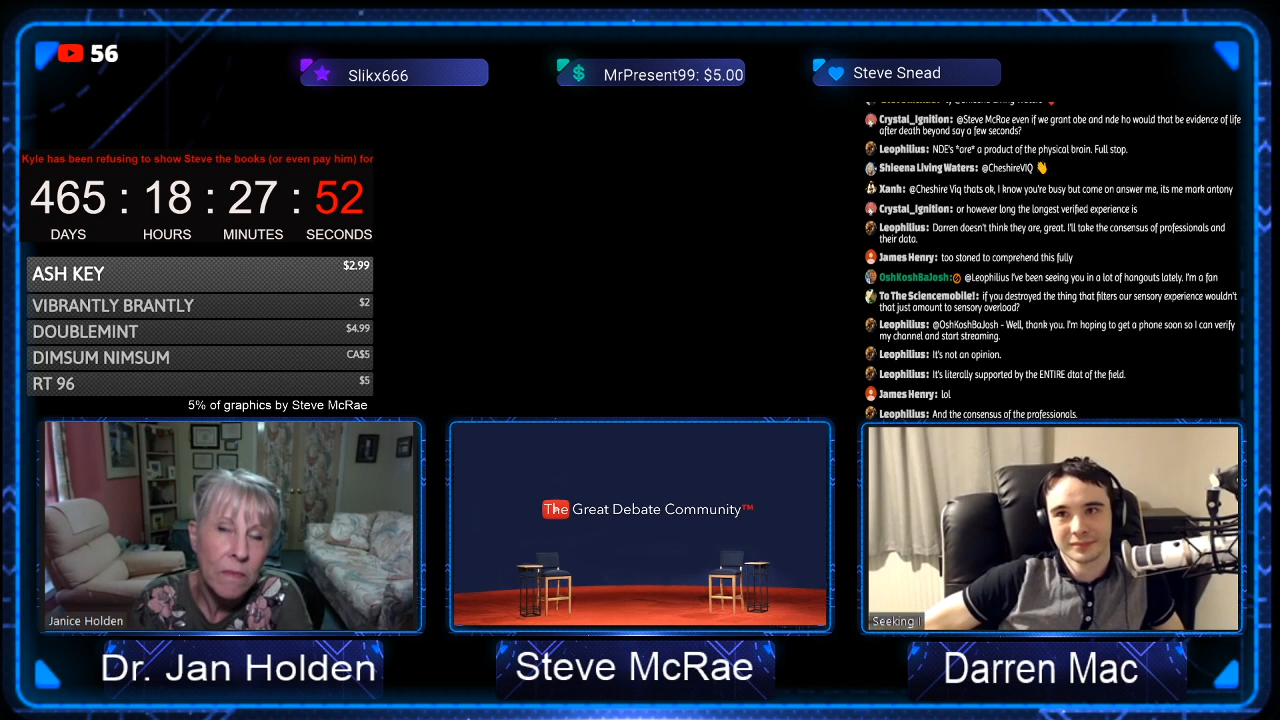 56
Slikx666
MrPresent99: $5.00
Steve Snead
Kyle has been refusing to show Steve the books (or even pay him) for
465 : 18 : 27 : 52
DAYS HOURS MINUTES SECONDS
ASH KEY $2.99
VIBRANTLY BRANTLY $2
DOUBLEMINT $4.99
DIMSUM NIMSUM CA$5
RT 96 $5
5% of graphics by Steve McRae
Crystal_Ignition: @Steve McRae even if we grant obe and nde ho would that be evidence of life
after death beyond say a few seconds?
Leophilius: NDE's *are* a product of the physical brain. Full stop.
Shieena Living Waters: @CheshireVIQ 👋
Xanh: @Cheshire Viq thats ok, I know you're busy but come on answer me, its me mark antony
Crystal_Ignition: or however long the longest verified experience is
Leophilius: Darren doesn't think they are, great. I'll take the consensus of professionals and
their data.
James Henry: too stoned to comprehend this fully
OshKoshBaJosh: @Leophilius I've been seeing you in a lot of hangouts lately. I'm a fan
To The Sciencemobile!: if you destroyed the thing that filters our sensory experience wouldn't
that just amount to sensory overload?
Leophilius: @OshKoshBaJosh - Well, thank you. I'm hoping to get a phone soon so I can verify
my channel and start streaming.
Leophilius: It's not an opinion.
Leophilius: It's literally supported by the ENTIRE dtat of the field.
James Henry: lol
Leophilius: And the consensus of the professionals.
Janice Holden
The Great Debate Community™
Seeking I
Dr. Jan Holden
Steve McRae
Darren Mac